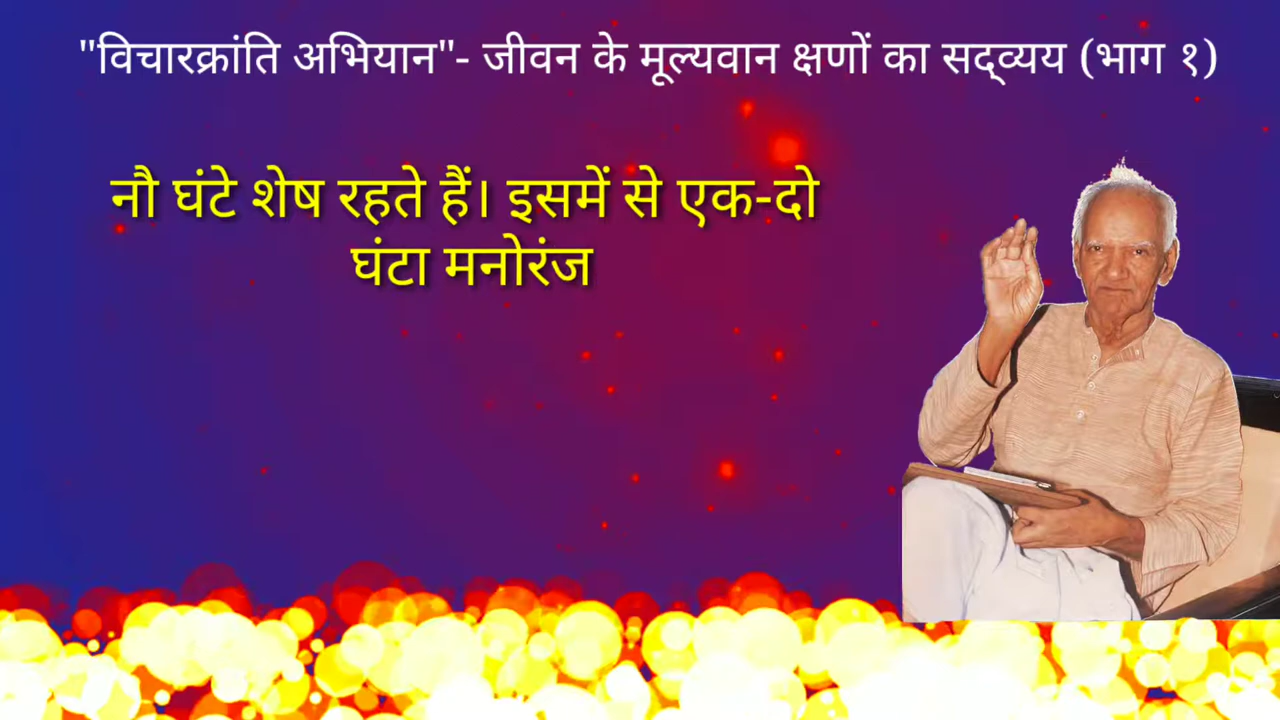 "विचारक्रांति अभियान"- जीवन के मूल्यवान क्षणों का सद्व्यय (भाग १)
नौ घंटे शेष रहते हैं। इसमें से एक-दो
घंटा मनोरंज